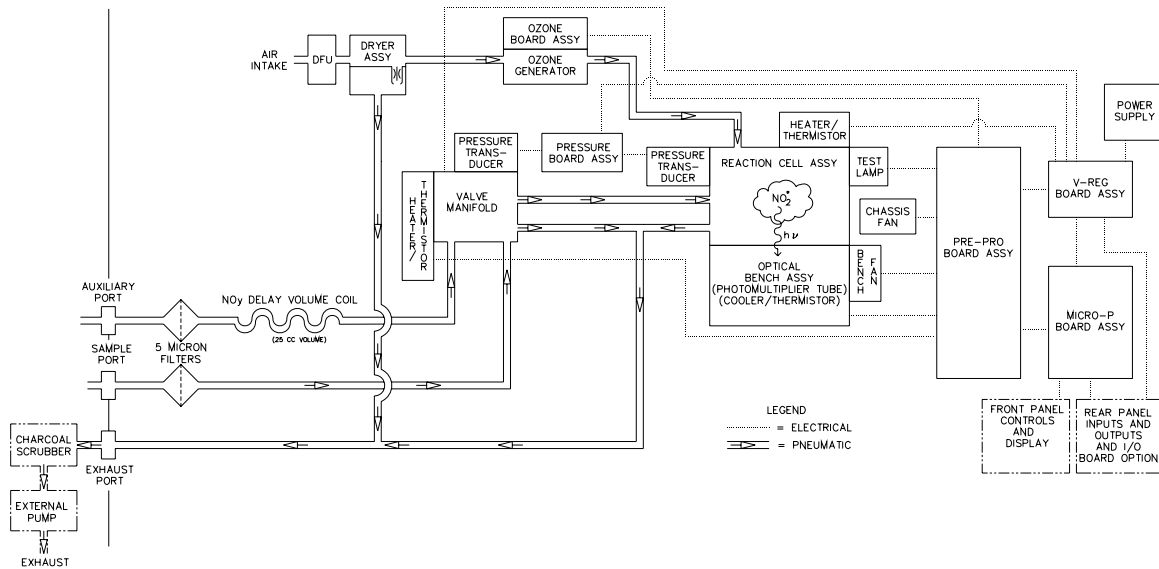 AIR
INTAKE
DFU
DRYER
ASSY
OZONE
BOARD ASSY
OZONE
GENERATOR
POWER
SUPPLY
PRESSURE
TRANS-
DUCER
PRESSURE
BOARD ASSY
PRESSURE
TRANS-
DUCER
HEATER/
THERMISTOR
REACTION CELL ASSY
TEST
LAMP
V-REG
BOARD ASSY
HEATER/
THERMISTOR
VALVE
MANIFOLD
NO2*
hν
CHASSIS
FAN
PRE-PRO
BOARD ASSY
OPTICAL
BENCH ASSY
(PHOTOMULTIPLIER TUBE)
(COOLER/THERMISTOR)
BENCH
FAN
MICRO-P
BOARD ASSY
AUXILIARY
PORT
NOy DELAY VOLUME COIL
(25 CC VOLUME)
SAMPLE
PORT
5 MICRON
FILTERS
LEGEND
= ELECTRICAL
= PNEUMATIC
FRONT PANEL
CONTROLS
AND
DISPLAY
REAR PANEL
INPUTS AND
OUTPUTS
AND I/O
BOARD OPTION
CHARCOAL
SCRUBBER
EXHAUST
PORT
EXTERNAL
PUMP
EXHAUST